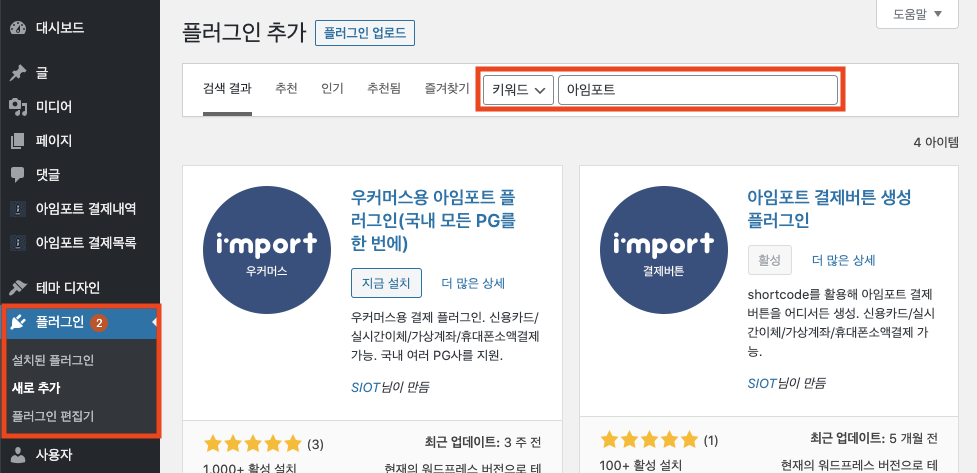 대시보드
글
미디어
페이지
댓글
아임포트 결제내역
아임포트 결제목록
테마 디자인
플러그인 2
설치된 플러그인
새로 추가
플러그인 편집기
사용자
도움말
플러그인 추가 플러그인 업로드
검색 결과 추천 인기 추천됨 즐겨찾기 키워드 아임포트
4 아이템
i'mport
우커머스
우커머스용 아임포트 플
러그인(국내 모든 PG를
한 번에)
지금 설치 더 많은 상세
우커머스용 결제 플러그인. 신용카드/
실시간이체/가상계좌/휴대폰소액결제
가능. 국내 여러 PG사를 지원.
SIOT님이 만듬
(3) 최근 업데이트: 3 주 전
1,000+ 활성 설치 현재의 워드프레스 버전으로 테
i'mport
결제버튼
아임포트 결제버튼 생성
플러그인
활성 더 많은 상세
shortcode를 활용해 아임포트 결제
버튼을 어디서든 생성. 신용카드/실시
간이체/가상계좌/휴대폰소액결제 가
능.
SIOT님이 만듬
(1) 최근 업데이트: 5 개월 전
100+ 활성 설치 현재의 워드프레스 버전으로 테